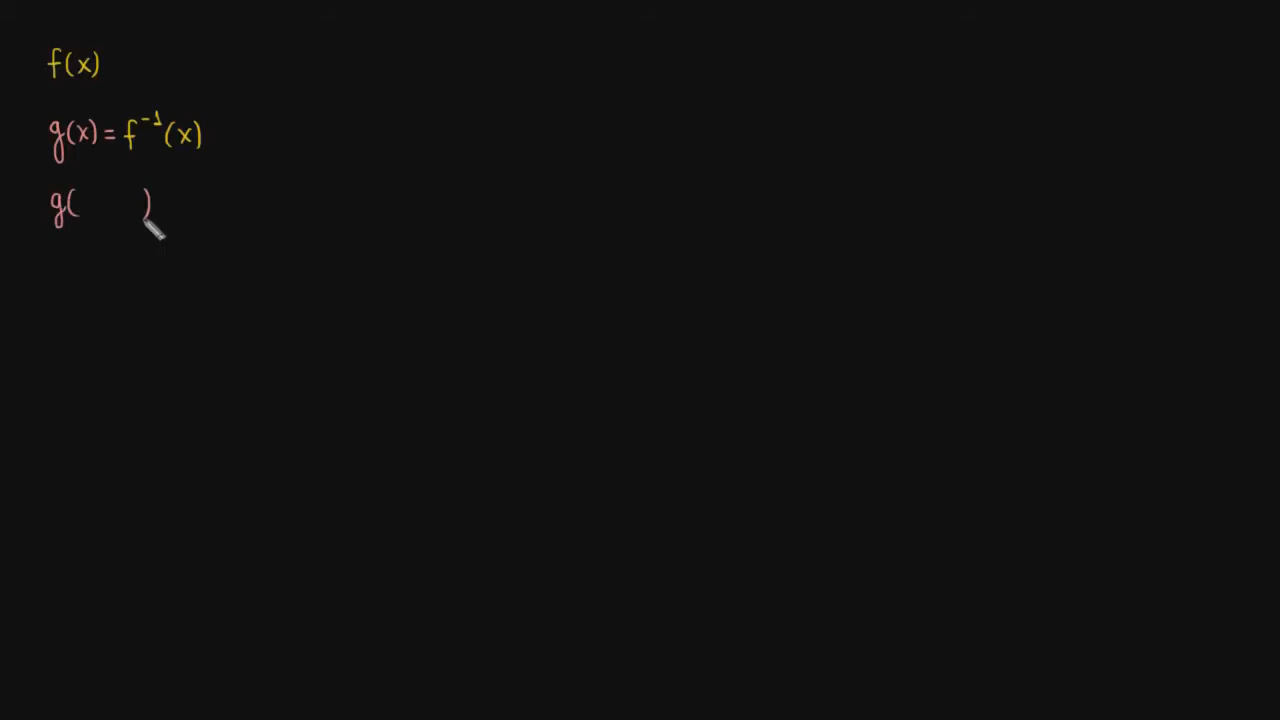 f(x)
g(x) = f⁻¹(x)
g( )